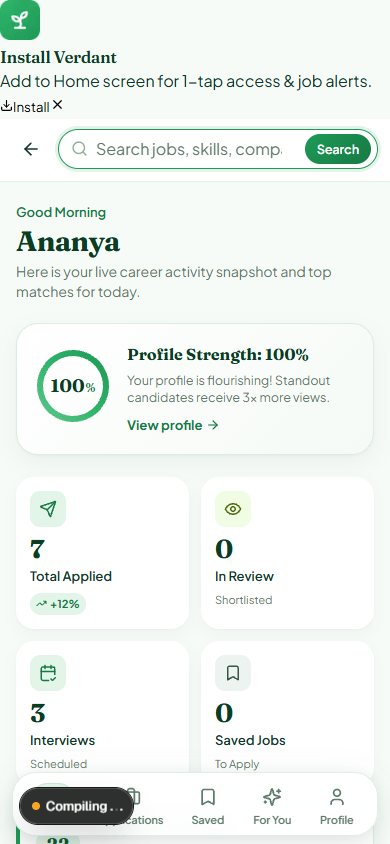 Install Verdant
Add to Home screen for 1-tap access & job alerts.
Install
Search jobs, skills, comp
Search
Good Morning
Ananya
Here is your live career activity snapshot and top
matches for today.
100%
Profile Strength: 100%
Your profile is flourishing! Standout
candidates receive 3x more views.
View profile →
7
Total Applied
+12%
0
In Review
Shortlisted
3
Interviews
Scheduled
0
Saved Jobs
To Apply
Compiling ...
Saved
For You
Profile